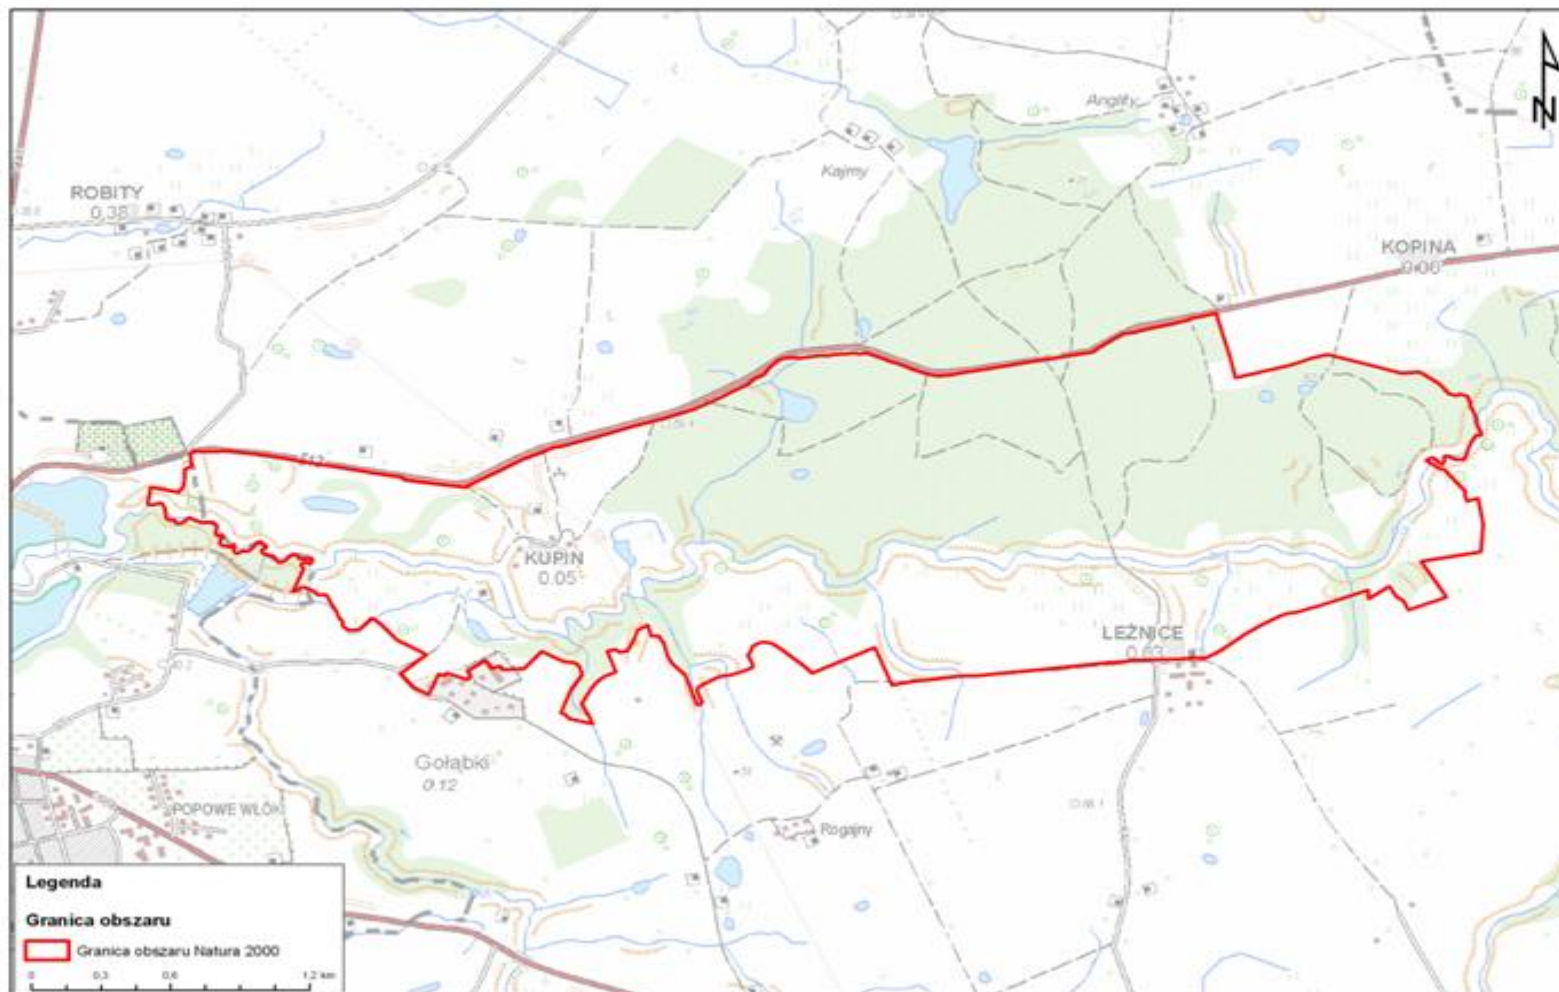 Anglity
Kajmy
ROBITY
0.38
KOPINA
0.06
513
KUPIN
0.05
LEŻNICE
0.03
Gołąbki
0.12
POPOWE WŁÓK
Rogajny
Legenda
Granica obszaru
Granica obszaru Natura 2000
0 0,3 0,6 1,2 km